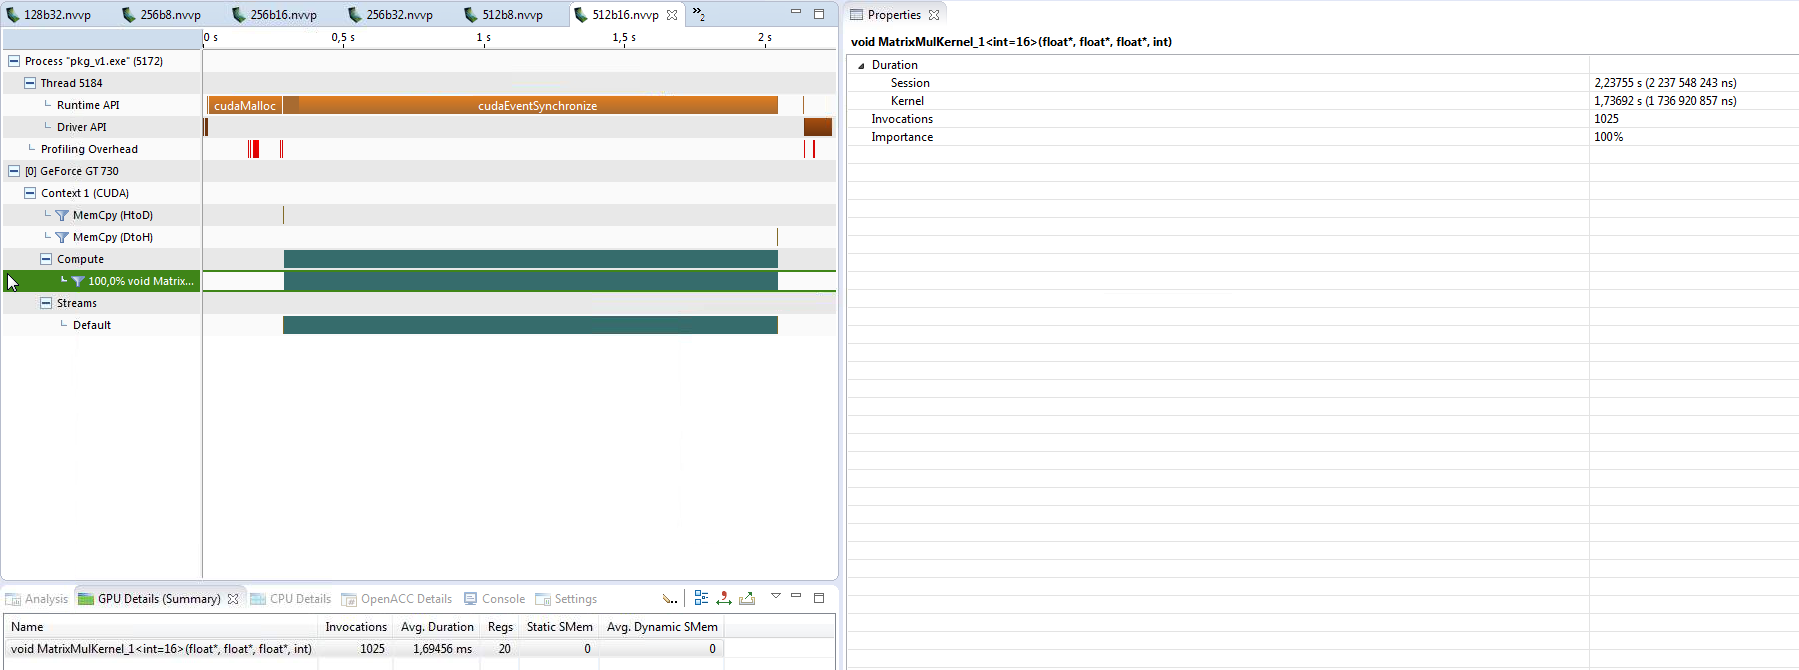 128b32.nvvp 256b8.nvvp 256b16.nvvp 256b32.nvvp 512b8.nvvp 512b16.nvvp »2
0 s 0,5 s 1 s 1,5 s 2 s
Process "pkg_v1.exe" (5172)
Thread 5184
Runtime API cudaMalloc cudaEventSynchronize
Driver API
Profiling Overhead
[0] GeForce GT 730
Context 1 (CUDA)
MemCpy (HtoD)
MemCpy (DtoH)
Compute
100,0% void Matrix...
Streams
Default
Analysis GPU Details (Summary) CPU Details OpenACC Details Console Settings
Name Invocations Avg. Duration Regs Static SMem Avg. Dynamic SMem
void MatrixMulKernel_1<int=16>(float*, float*, float*, int) 1025 1,69456 ms 20 0 0
Properties
void MatrixMulKernel_1<int=16>(float*, float*, float*, int)
Duration
Session 2,23755 s (2 237 548 243 ns)
Kernel 1,73692 s (1 736 920 857 ns)
Invocations 1025
Importance 100%